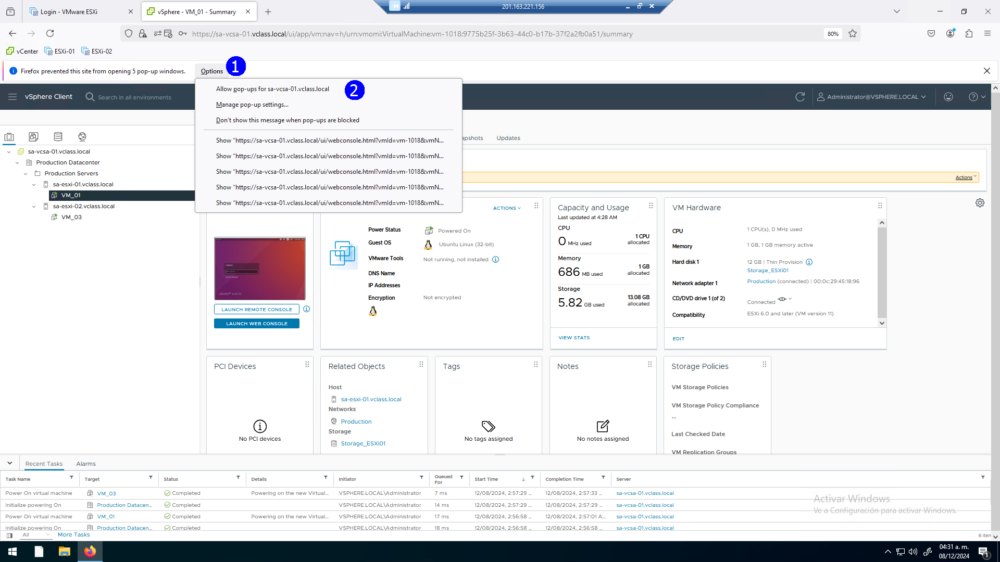 Login - VMware ESXi
vSphere - VM_01 - Summary
201.163.221.156
https://sa-vcsa-01.vclass.local/ui/app/vm;nav=h/urn:vmomi:VirtualMachine:vm-1018:9775b25f-3b63-44c0-b17b-37f2a2fb0a51/summary
80%
vCenter
ESXi-01
ESXi-02
Firefox prevented this site from opening 5 pop-up windows.
Options
1
Allow pop-ups for sa-vcsa-01.vclass.local
2
Manage pop-up settings...
Don't show this message when pop-ups are blocked
Show "https://sa-vcsa-01.vclass.local/ui/webconsole.html?vmId=vm-1018&vmN...
Show "https://sa-vcsa-01.vclass.local/ui/webconsole.html?vmId=vm-1018&vmN...
Show "https://sa-vcsa-01.vclass.local/ui/webconsole.html?vmId=vm-1018&vmN...
Show "https://sa-vcsa-01.vclass.local/ui/webconsole.html?vmId=vm-1018&vmN...
Show "https://sa-vcsa-01.vclass.local/ui/webconsole.html?vmId=vm-1018&vmN...
vSphere Client
Search in all environments
Administrator@VSPHERE.LOCAL
apshots
Updates
Actions
sa-vcsa-01.vclass.local
Production Datacenter
Production Servers
sa-esxi-01.vclass.local
VM_01
sa-esxi-02.vclass.local
VM_03
LAUNCH REMOTE CONSOLE
LAUNCH WEB CONSOLE
ACTIONS
Power Status
Powered On
Guest OS
Ubuntu Linux (32-bit)
VMware Tools
Not running, not installed
DNS Name
IP Addresses
Encryption
Not encrypted
Capacity and Usage
Last updated at 4:28 AM
CPU
0 MHz used
1 CPU
allocated
Memory
686 MB used
1 GB
allocated
Storage
5.82 GB used
13.08 GB
allocated
VIEW STATS
VM Hardware
CPU
1 CPU(s), 0 MHz used
Memory
1 GB, 1 GB memory active
Hard disk 1
12 GB | Thin Provision
Storage_ESXi01
Network adapter 1
Production (connected) | 00:0c:29:45:18:96
CD/DVD drive 1 (of 2)
Connected
Compatibility
ESXi 6.0 and later (VM version 11)
EDIT
PCI Devices
No PCI devices
Related Objects
Host
sa-esxi-01.vclass.local
Networks
Production
Storage
Storage_ESXi01
Tags
No tags assigned
Notes
No notes assigned
Storage Policies
VM Storage Policies
VM Storage Policy Compliance
--
Last Checked Date
VM Replication Groups
Recent Tasks
Alarms
Task Name
Target
Status
Details
Initiator
Queued
For
Start Time
Completion Time
Server
Power On virtual machine
VM_03
Completed
Powering on the new Virtual...
VSPHERE.LOCAL\Administrator
7 ms
12/08/2024, 2:57:29 ...
12/08/2024, 2:57:33 ...
sa-vcsa-01.vclass.local
Initialize powering On
Production Datacen...
Completed
VSPHERE.LOCAL\Administrator
14 ms
12/08/2024, 2:57:29 ...
12/08/2024, 2:57:29 ...
sa-vcsa-01.vclass.local
Power On virtual machine
VM_01
Completed
Powering on the new Virtual...
VSPHERE.LOCAL\Administrator
17 ms
12/08/2024, 2:56:58 ...
12/08/2024, 2:57:01 A...
sa-vcsa-01.vclass.local
Initialize powering On
Production Datacen...
Completed
VSPHERE.LOCAL\Administrator
18 ms
12/08/2024, 2:56:58 ...
12/08/2024, 2:56:58 ...
sa-vcsa-01.vclass.local
All
More Tasks
6 item
Activar Windows
Ve a Configuración para activar Windows.
04:31 a. m.
08/12/2024
1